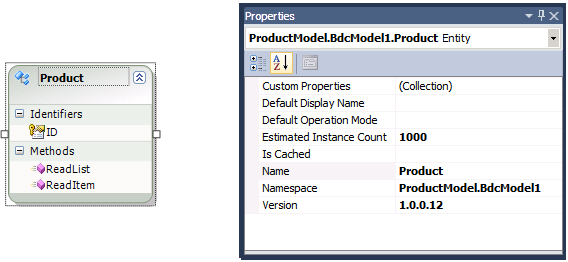 Product
Identifiers
ID
Methods
ReadList
ReadItem
Properties
ProductModel.BdcModel1.Product Entity
Custom Properties (Collection)
Default Display Name
Default Operation Mode
Estimated Instance Count 1000
Is Cached
Name Product
Namespace ProductModel.BdcModel1
Version 1.0.0.12